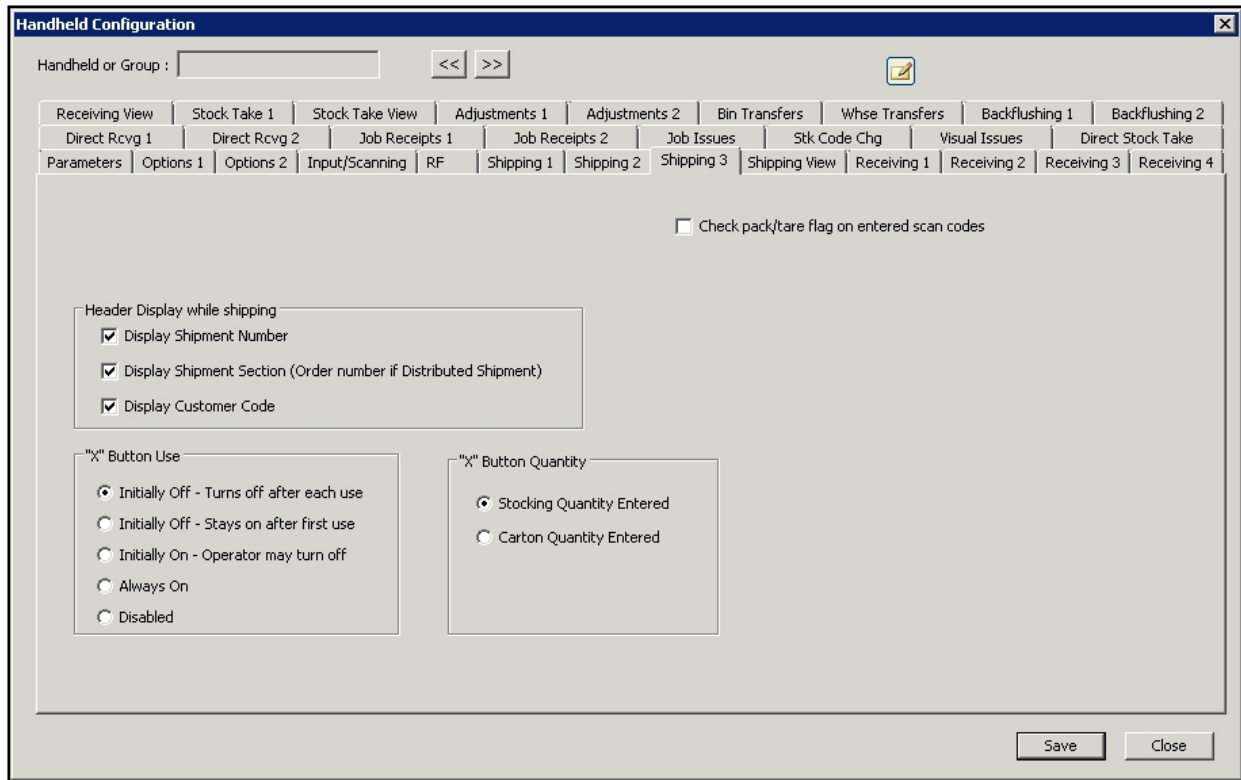 Handheld Configuration
Handheld or Group :
<< >>
Receiving View Stock Take 1 Stock Take View Adjustments 1 Adjustments 2 Bin Transfers Whse Transfers Backflushing 1 Backflushing 2
Direct Rcvg 1 Direct Rcvg 2 Job Receipts 1 Job Receipts 2 Job Issues Stk Code Chg Visual Issues Direct Stock Take
Parameters Options 1 Options 2 Input/Scanning RF Shipping 1 Shipping 2 Shipping 3 Shipping View Receiving 1 Receiving 2 Receiving 3 Receiving 4
Check pack/tare flag on entered scan codes
Header Display while shipping
Display Shipment Number
Display Shipment Section (Order number if Distributed Shipment)
Display Customer Code
"X" Button Use
Initially Off - Turns off after each use
Initially Off - Stays on after first use
Initially On - Operator may turn off
Always On
Disabled
"X" Button Quantity
Stocking Quantity Entered
Carton Quantity Entered
Save Close